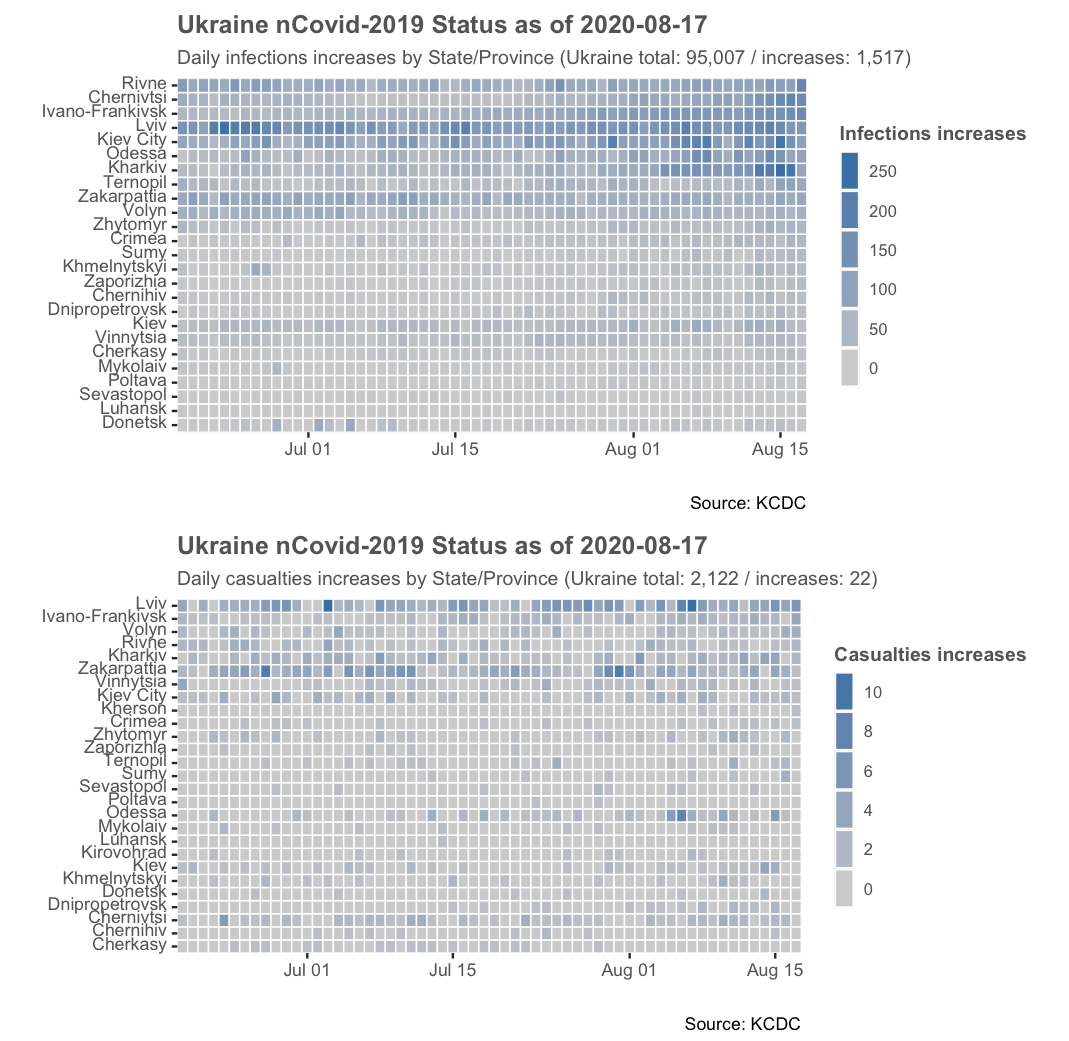 Ukraine nCovid-2019 Status as of 2020-08-17
Daily infections increases by State/Province (Ukraine total: 95,007 / increases: 1,517)
Rivne
Chernivtsi
Ivano-Frankivsk
Lviv
Kiev City
Odessa
Kharkiv
Ternopil
Zakarpattia
Volyn
Zhytomyr
Crimea
Sumy
Khmelnytskyi
Zaporizhia
Chernihiv
Dnipropetrovsk
Kiev
Vinnytsia
Cherkasy
Mykolaiv
Poltava
Sevastopol
Luhansk
Donetsk
Jul 01
Jul 15
Aug 01
Aug 15
Infections increases
250
200
150
100
50
0
Source: KCDC
Ukraine nCovid-2019 Status as of 2020-08-17
Daily casualties increases by State/Province (Ukraine total: 2,122 / increases: 22)
Lviv
Ivano-Frankivsk
Volyn
Rivne
Kharkiv
Zakarpattia
Vinnytsia
Kiev City
Kherson
Crimea
Zhytomyr
Zaporizhia
Ternopil
Sumy
Sevastopol
Poltava
Odessa
Mykolaiv
Luhansk
Kirovohrad
Kiev
Khmelnytskyi
Donetsk
Dnipropetrovsk
Chernivtsi
Chernihiv
Cherkasy
Jul 01
Jul 15
Aug 01
Aug 15
Casualties increases
10
8
6
4
2
0
Source: KCDC